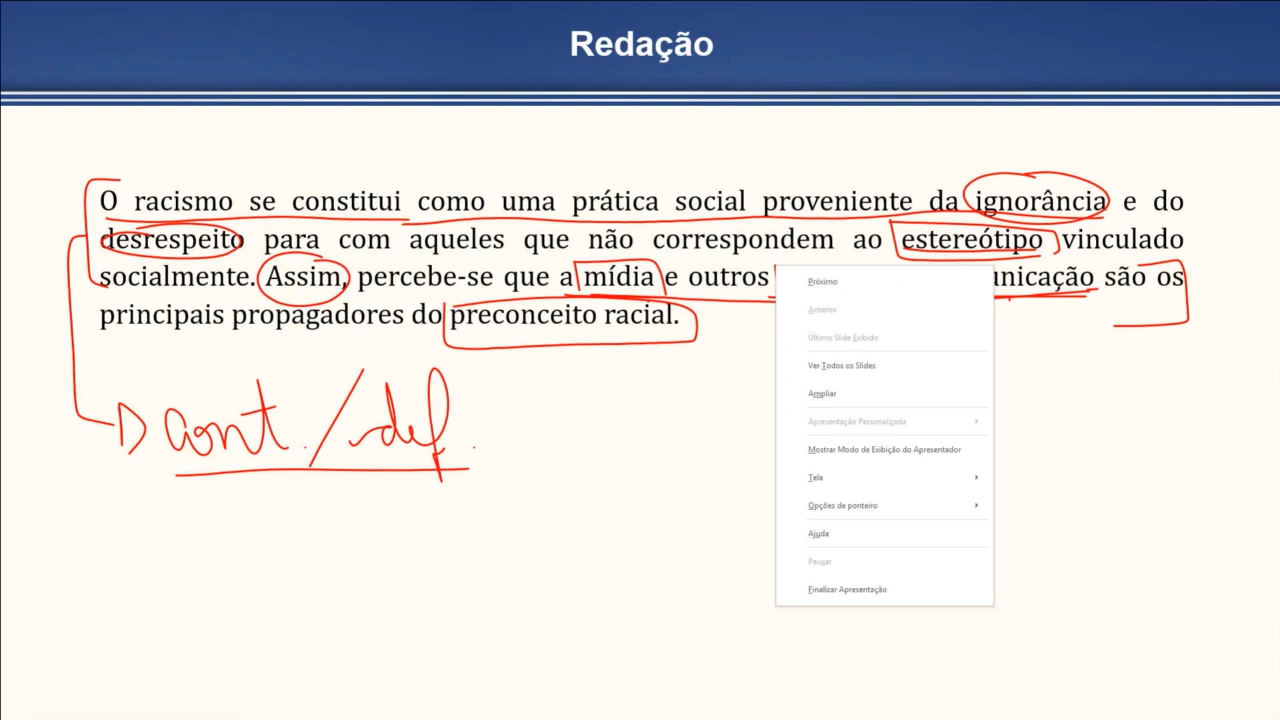 Redação
O racismo se constitui como uma prática social proveniente da ignorância e do
desrespeito para com aqueles que não correspondem ao estereótipo vinculado
socialmente. Assim, percebe-se que a mídia e outros unicação são os
principais propagadores do preconceito racial.
cont. / def.
Próximo
Anterior
Último Slide Exibido
Ver Todos os Slides
Ampliar
Apresentação Personalizada
Mostrar Modo de Exibição do Apresentador
Tela
Opções de ponteiro
Ajuda
Pausar
Finalizar Apresentação